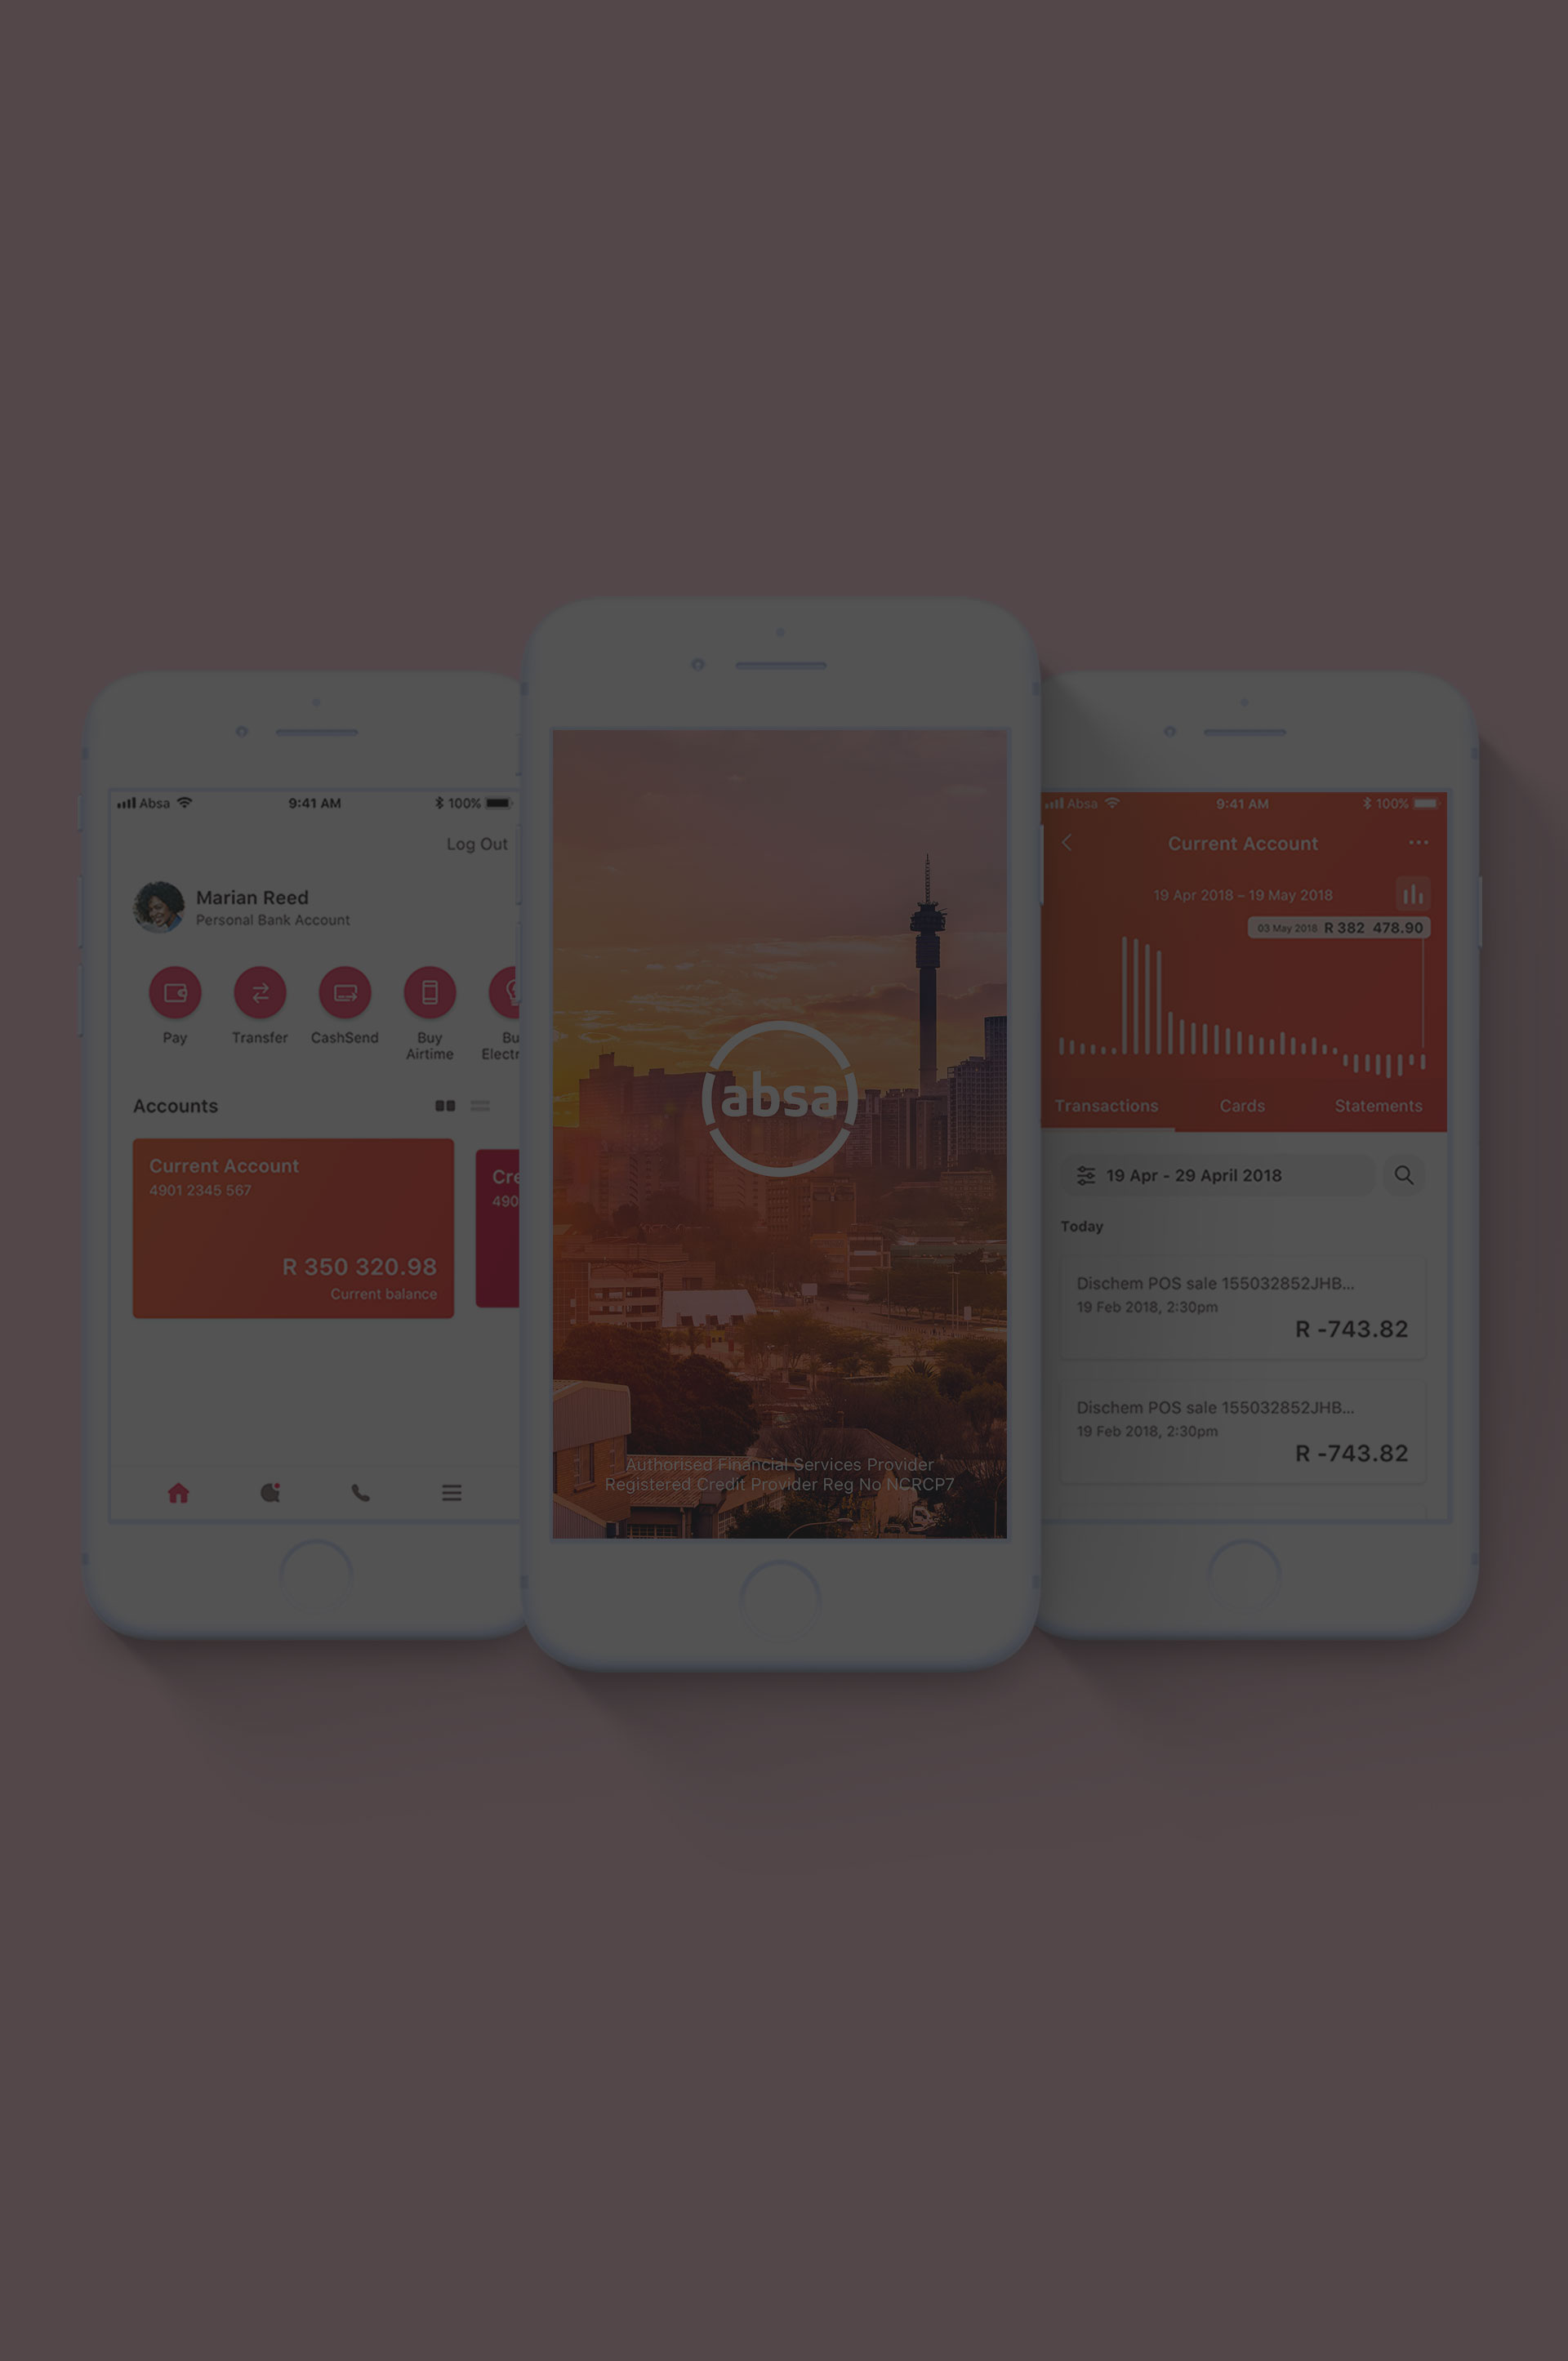 Absa
9:41 AM
100%
Log Out
Marian Reed
Personal Bank Account
Pay
Transfer
CashSend
Buy
Airtime
Bu
Electr
Accounts
Current Account
4901 2345 567
R 350 320.98
Current balance
Cre
490
absa
Authorised Financial Services Provider
Registered Credit Provider Reg No NCRCP7
Absa
9:41 AM
100%
Current Account
19 Apr 2018 – 19 May 2018
03 May 2018 R 382 478.90
Transactions
Cards
Statements
19 Apr - 29 April 2018
Today
Dischem POS sale 155032852JHB...
19 Feb 2018, 2:30pm
R -743.82
Dischem POS sale 155032852JHB...
19 Feb 2018, 2:30pm
R -743.82